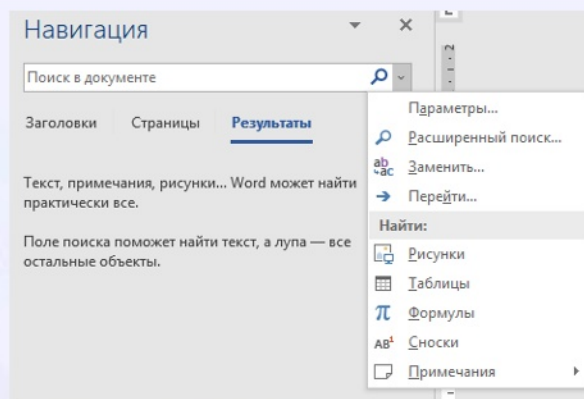 Навигация
Поиск в документе
Заголовки Страницы Результаты
Текст, примечания, рисунки... Word может найти
практически все.
Поле поиска поможет найти текст, а лупа — все
остальные объекты.
Параметры...
Расширенный поиск...
Заменить...
Перейти...
Найти:
Рисунки
Таблицы
Формулы
Сноски
Примечания